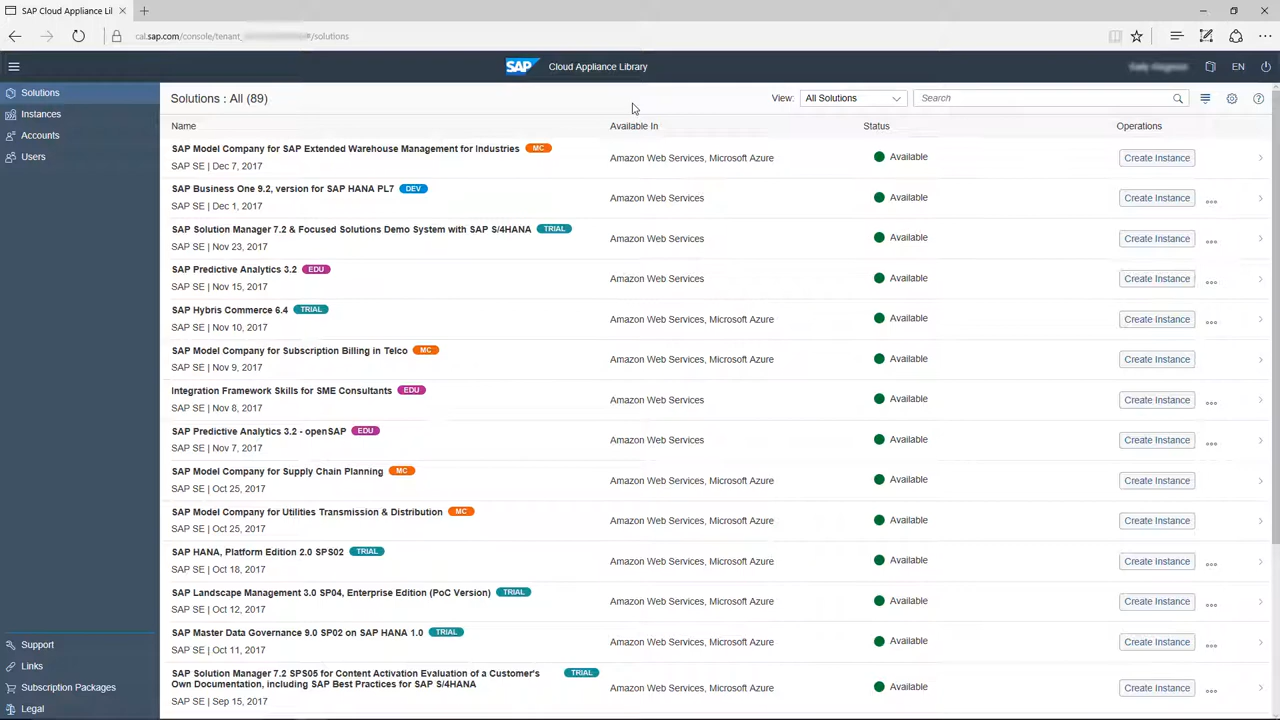 SAP Cloud Appliance Lil
cal.sap.com/console/tenant_ #/solutions
SAP Cloud Appliance Library EN
Solutions
Instances
Accounts
Users
Support
Links
Subscription Packages
Legal
Solutions : All (89) View: All Solutions Search
Name Available In Status Operations
SAP Model Company for SAP Extended Warehouse Management for Industries MC
SAP SE | Dec 7, 2017 Amazon Web Services, Microsoft Azure Available Create Instance
SAP Business One 9.2, version for SAP HANA PL7 DEV
SAP SE | Dec 1, 2017 Amazon Web Services Available Create Instance
SAP Solution Manager 7.2 & Focused Solutions Demo System with SAP S/4HANA TRIAL
SAP SE | Nov 23, 2017 Amazon Web Services Available Create Instance
SAP Predictive Analytics 3.2 EDU
SAP SE | Nov 15, 2017 Amazon Web Services Available Create Instance
SAP Hybris Commerce 6.4 TRIAL
SAP SE | Nov 10, 2017 Amazon Web Services, Microsoft Azure Available Create Instance
SAP Model Company for Subscription Billing in Telco MC
SAP SE | Nov 9, 2017 Amazon Web Services, Microsoft Azure Available Create Instance
Integration Framework Skills for SME Consultants EDU
SAP SE | Nov 8, 2017 Amazon Web Services Available Create Instance
SAP Predictive Analytics 3.2 - openSAP EDU
SAP SE | Nov 7, 2017 Amazon Web Services Available Create Instance
SAP Model Company for Supply Chain Planning MC
SAP SE | Oct 25, 2017 Amazon Web Services, Microsoft Azure Available Create Instance
SAP Model Company for Utilities Transmission & Distribution MC
SAP SE | Oct 25, 2017 Amazon Web Services, Microsoft Azure Available Create Instance
SAP HANA, Platform Edition 2.0 SPS02 TRIAL
SAP SE | Oct 18, 2017 Amazon Web Services, Microsoft Azure Available Create Instance
SAP Landscape Management 3.0 SP04, Enterprise Edition (PoC Version) TRIAL
SAP SE | Oct 12, 2017 Amazon Web Services, Microsoft Azure Available Create Instance
SAP Master Data Governance 9.0 SP02 on SAP HANA 1.0 TRIAL
SAP SE | Oct 11, 2017 Amazon Web Services, Microsoft Azure Available Create Instance
SAP Solution Manager 7.2 SPS05 for Content Activation Evaluation of a Customer's TRIAL
Own Documentation, including SAP Best Practices for SAP S/4HANA
SAP SE | Sep 15, 2017 Amazon Web Services, Microsoft Azure Available Create Instance